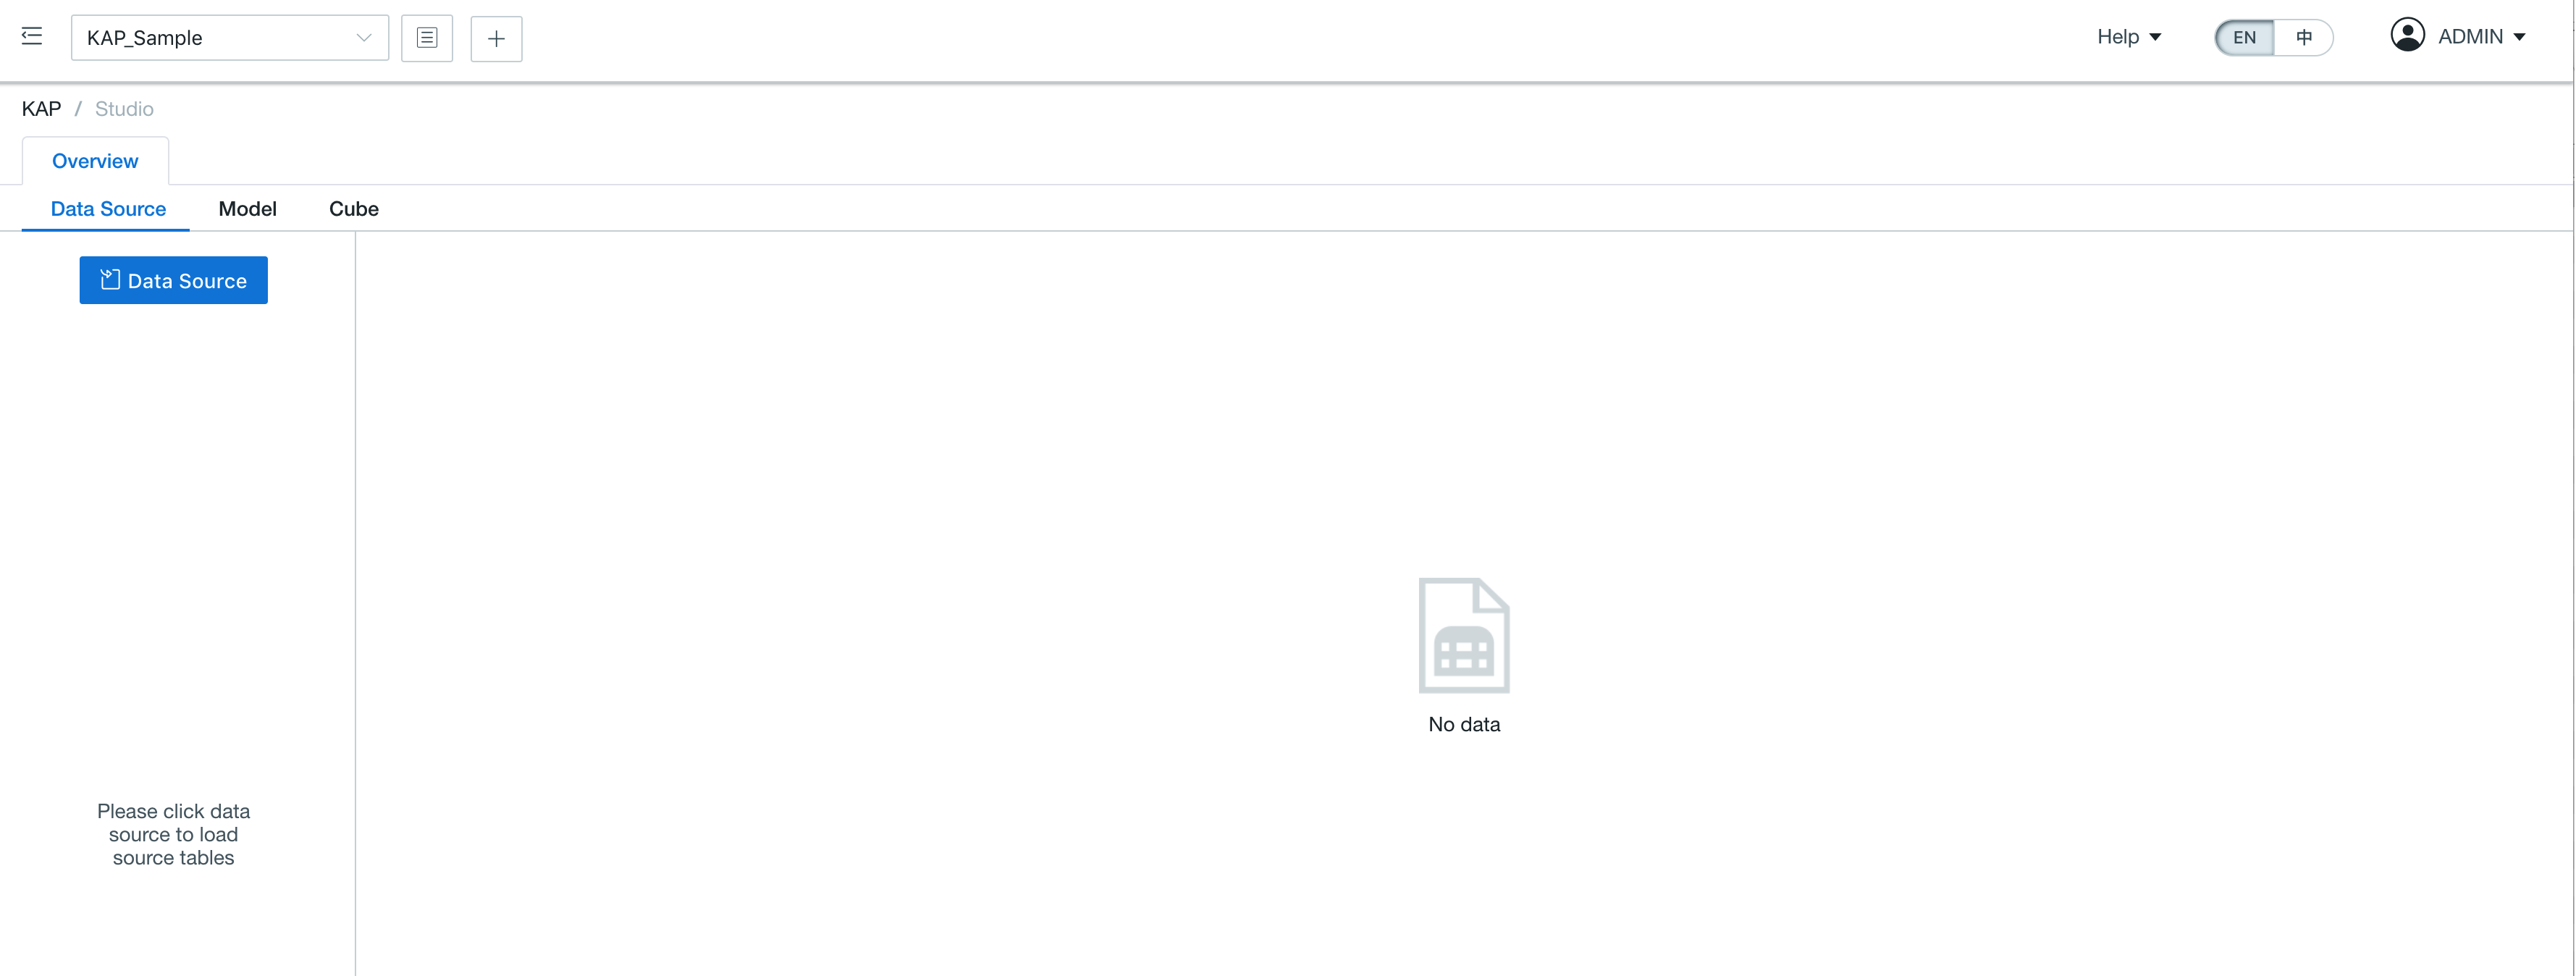 KAP_Sample
Help
EN
中
ADMIN
KAP / Studio
Overview
Data Source
Model
Cube
Data Source
No data
Please click data
source to load
source tables